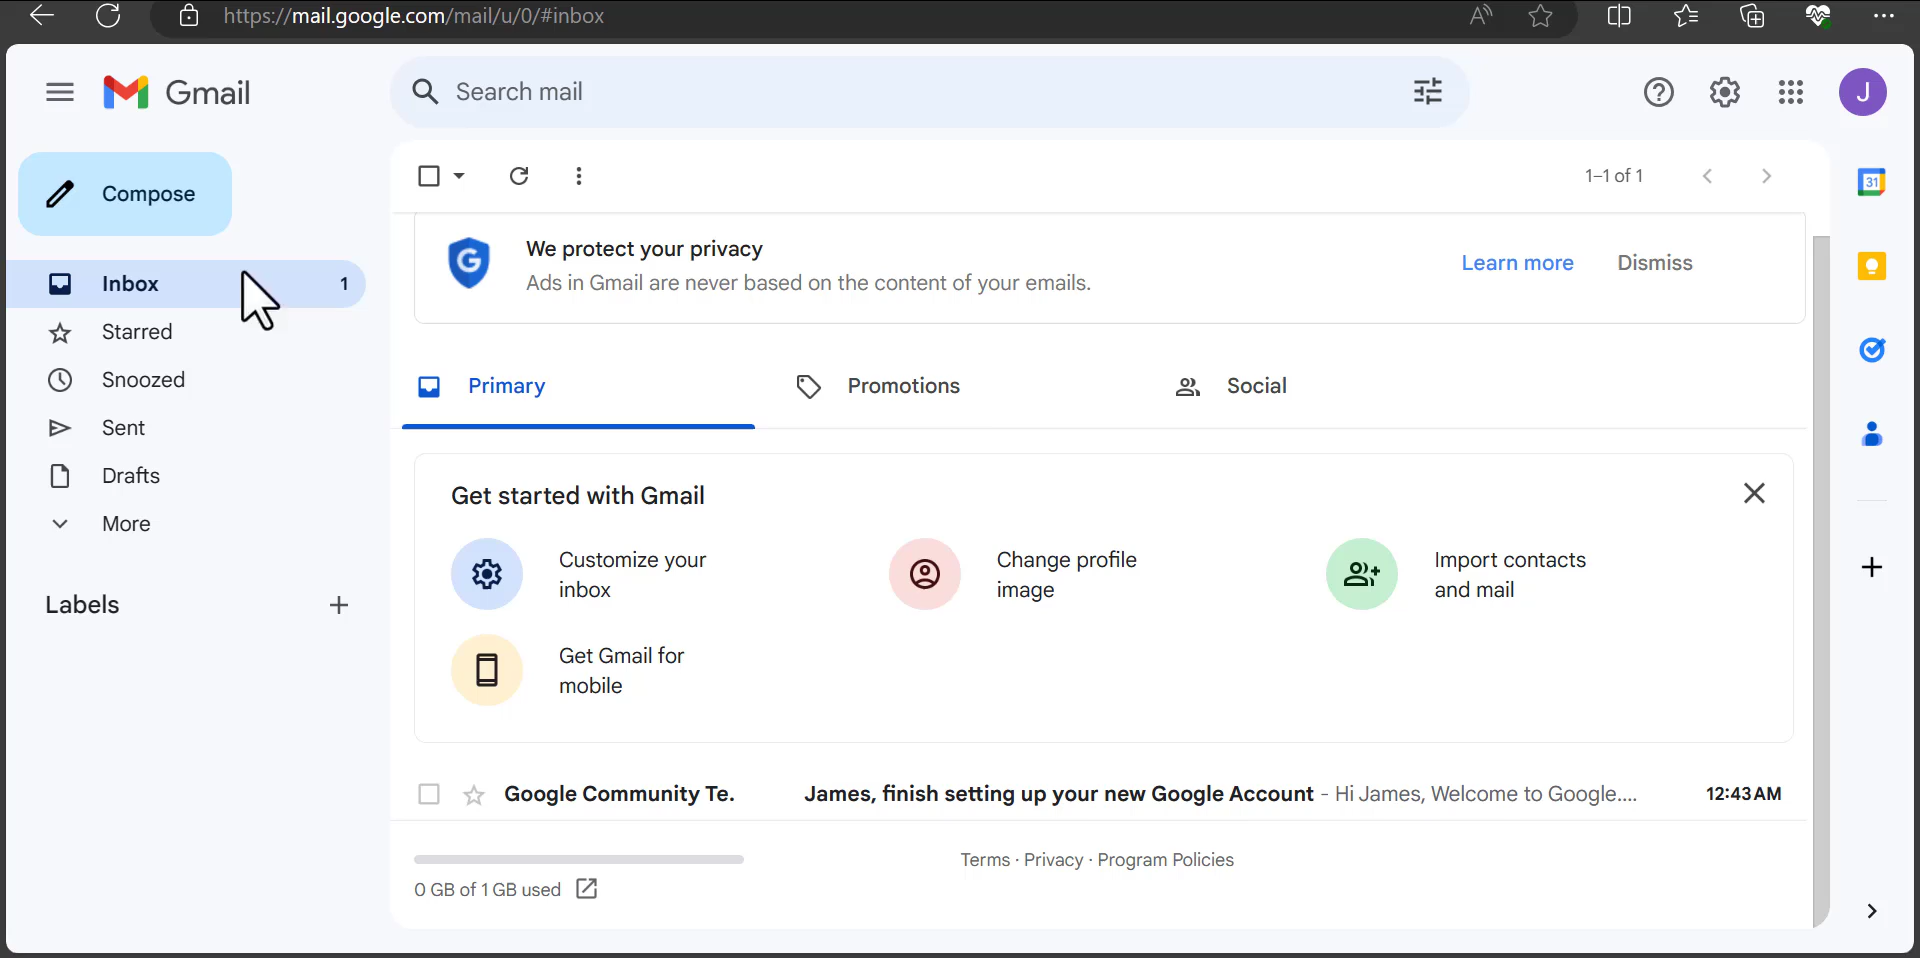 https://mail.google.com/mail/u/0/#inbox
Gmail
Search mail
J
Compose
1–1 of 1
31
Inbox 1
Starred
Snoozed
Sent
Drafts
More
Labels
G
We protect your privacy
Ads in Gmail are never based on the content of your emails.
Learn more
Dismiss
Primary
Promotions
Social
Get started with Gmail
Customize your
inbox
Change profile
image
Import contacts
and mail
Get Gmail for
mobile
Google Community Te. James, finish setting up your new Google Account - Hi James, Welcome to Google.... 12:43 AM
Terms · Privacy · Program Policies
0 GB of 1 GB used